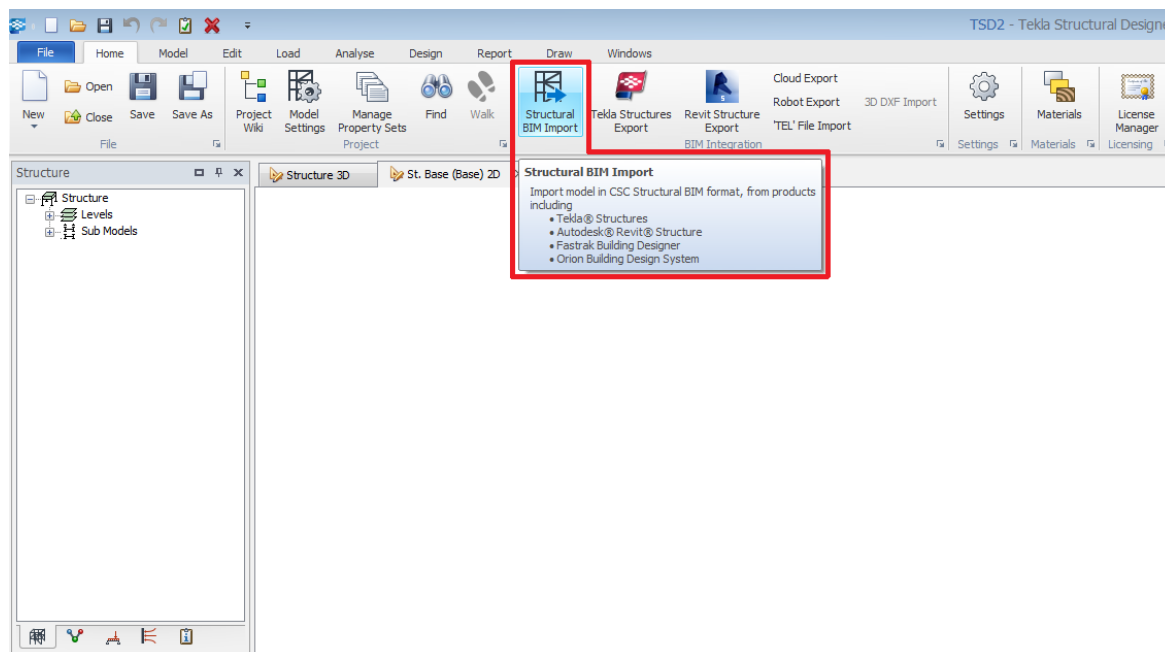 TSD2 - Tekla Structural Designe
File Home Model Edit Load Analyse Design Report Draw Windows
New
Open
Close
Save
Save As
File
Project
Wiki
Model
Settings
Manage
Property Sets
Find
Walk
Project
Structural
BIM Import
Tekla Structures
Export
Revit Structure
Export
Cloud Export
Robot Export
'TEL' File Import
3D DXF Import
BIM Integration
Settings
Settings
Materials
Materials
License
Manager
Licensing
Structure
Structure
Levels
Sub Models
Structure 3D
St. Base (Base) 2D
Structural BIM Import
Import model in CSC Structural BIM format, from products
including
• Tekla® Structures
• Autodesk® Revit® Structure
• Fastrak Building Designer
• Orion Building Design System